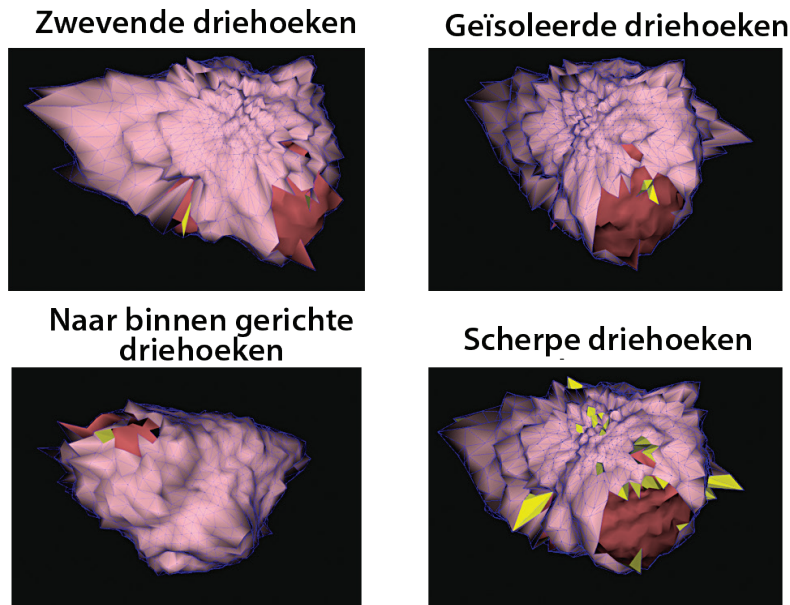 Zwevende driehoeken
Geïsoleerde driehoeken
Naar binnen gerichte
driehoeken
Scherpe driehoeken